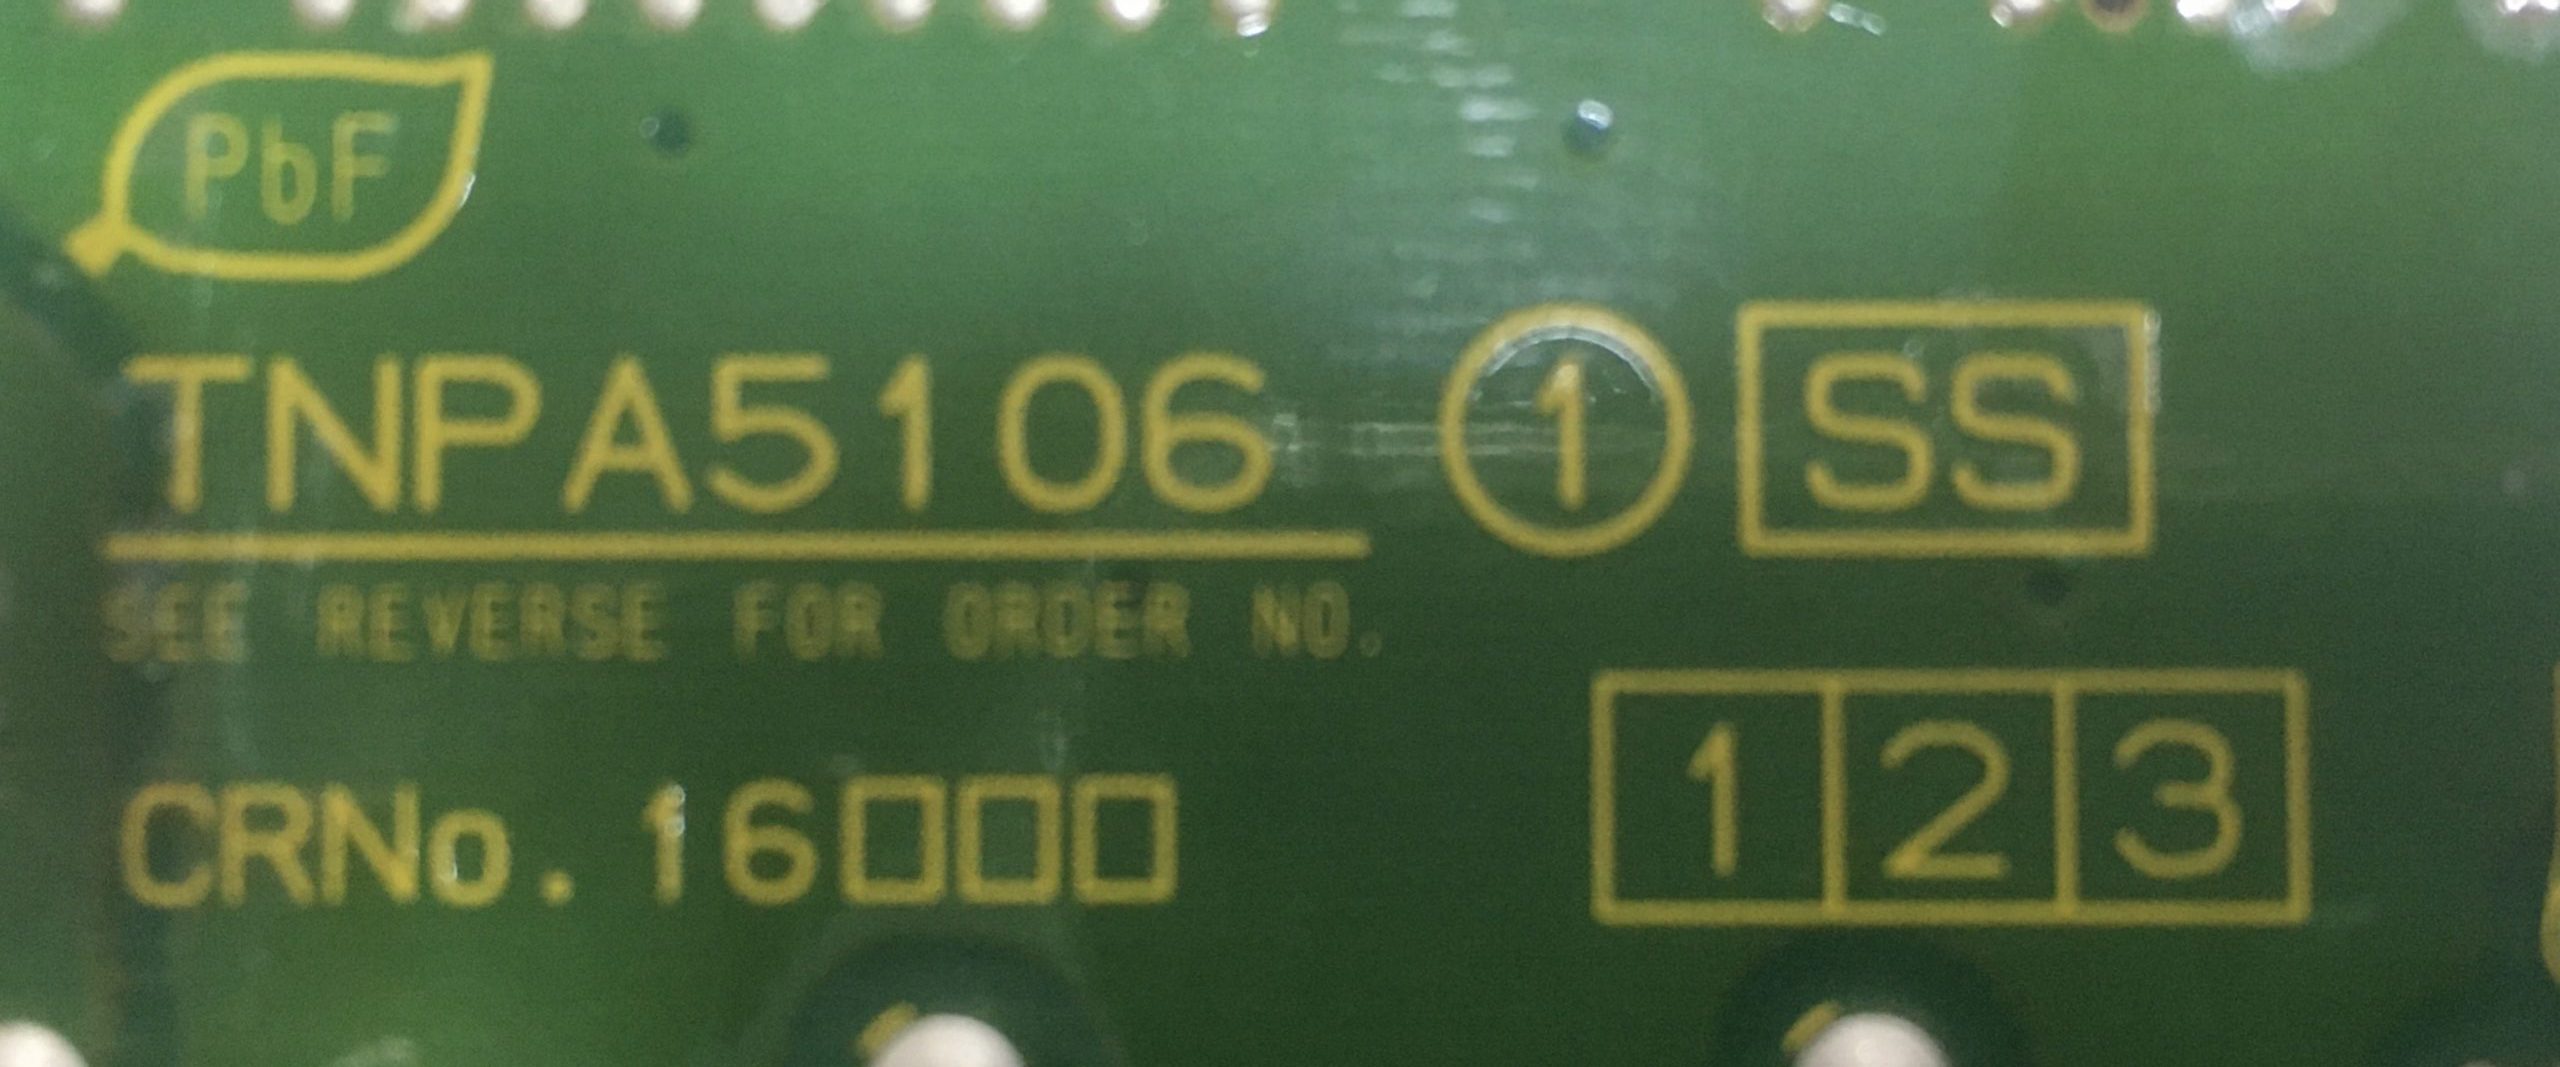 PbF
TNPA5106 1 SS
SEE REVERSE FOR ORDER NO.
CRNo. 16□□□
1 2 3